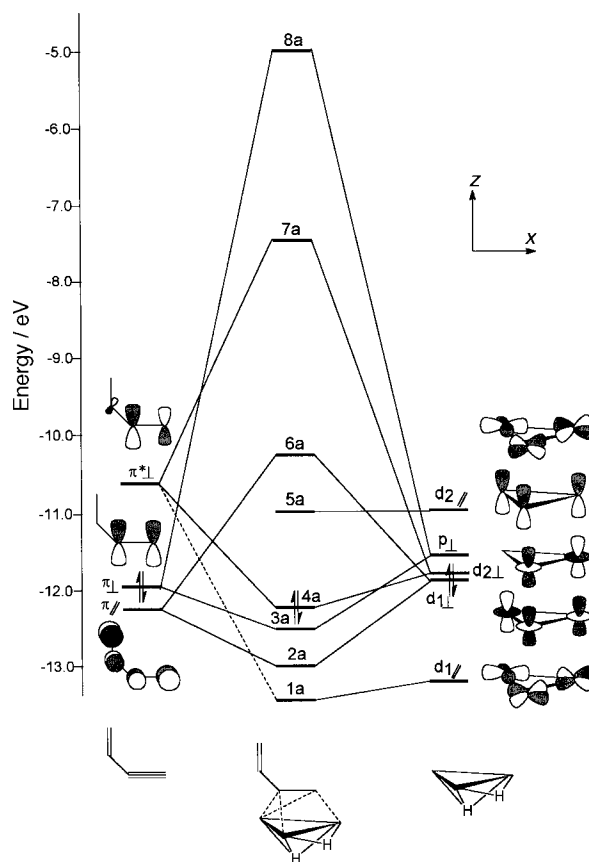 8a
-5.0
-6.0
z
x
-7.0
7a
-8.0
Energy / eV
-9.0
-10.0
6a
π*⊥
5a
d2∥
-11.0
p⊥
π⊥
d2⊥
-12.0
4a
d1⊥
π∥
3a
2a
-13.0
d1∥
1a
H
H
H
H